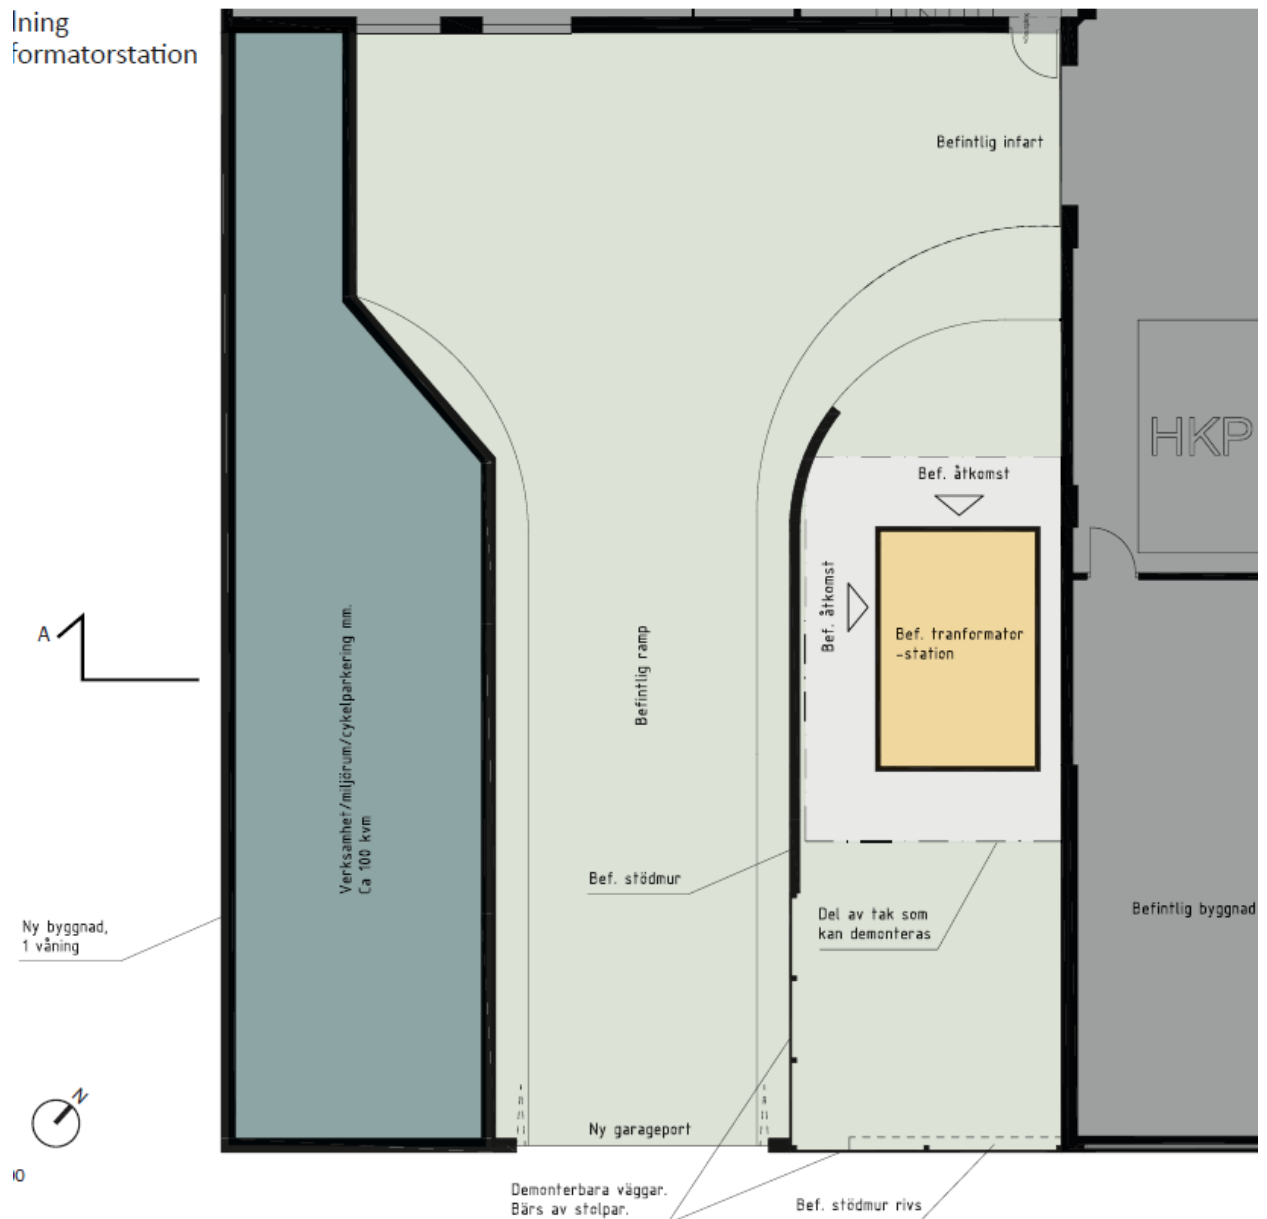 lning
formatorstation
Befintlig infart
HKP
Bef. åtkomst
Bef. åtkomst
Bef. tranformator
-station
A
Befintlig ramp
Verksamhet/miljörum/cykelparkering mm.
Ca 100 kvm
Bef. stödmur
Del av tak som
kan demonteras
Befintlig byggnad
Ny byggnad,
1 våning
N
Ny garageport
Demonterbara väggar.
Bärs av stolpar.
Bef. stödmur rivs